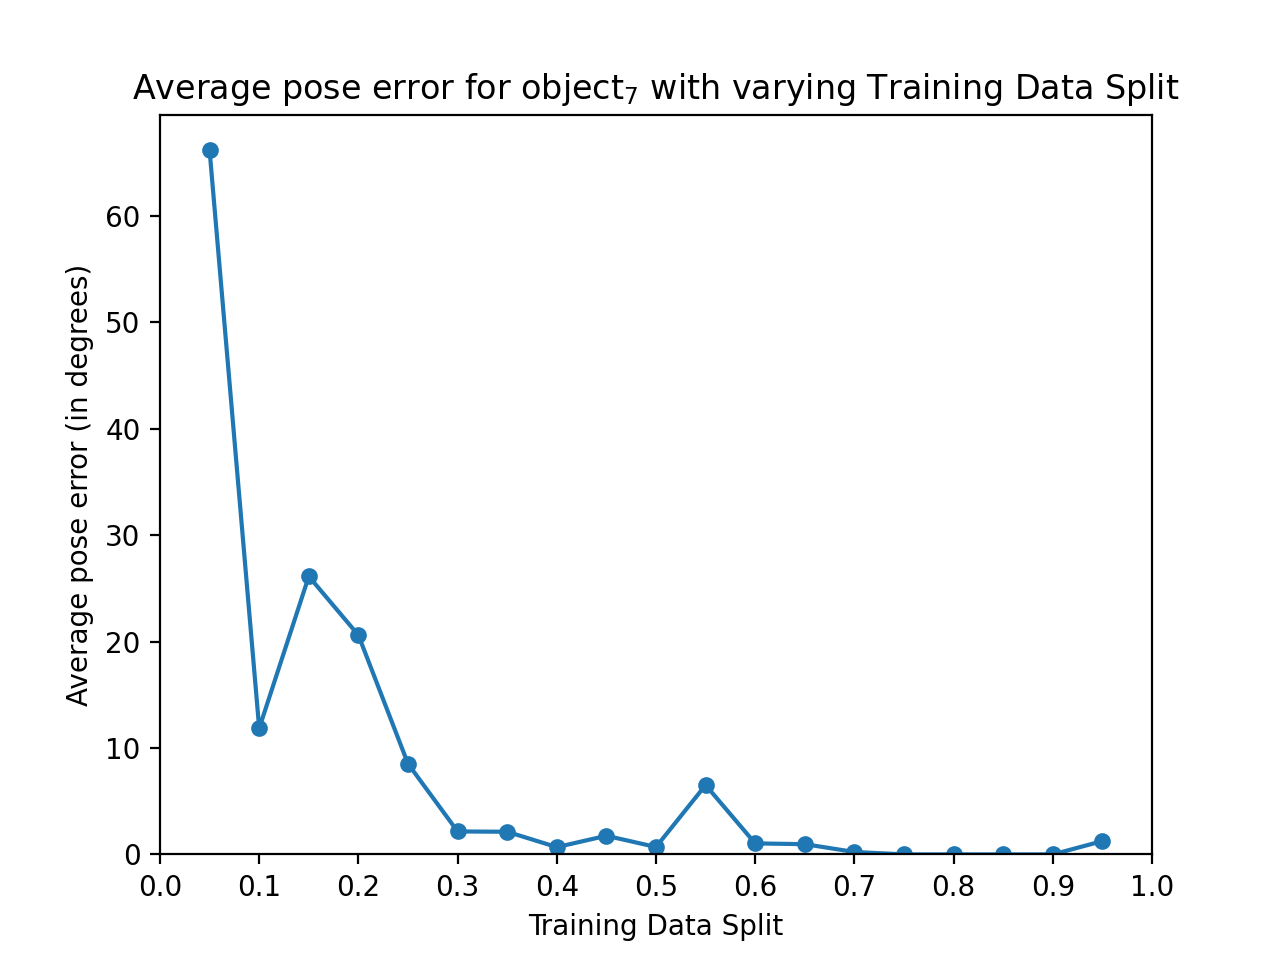 Average pose error for object₇ with varying Training Data Split
Average pose error (in degrees)
60
50
40
30
20
10
0
0.0 0.1 0.2 0.3 0.4 0.5 0.6 0.7 0.8 0.9 1.0
Training Data Split